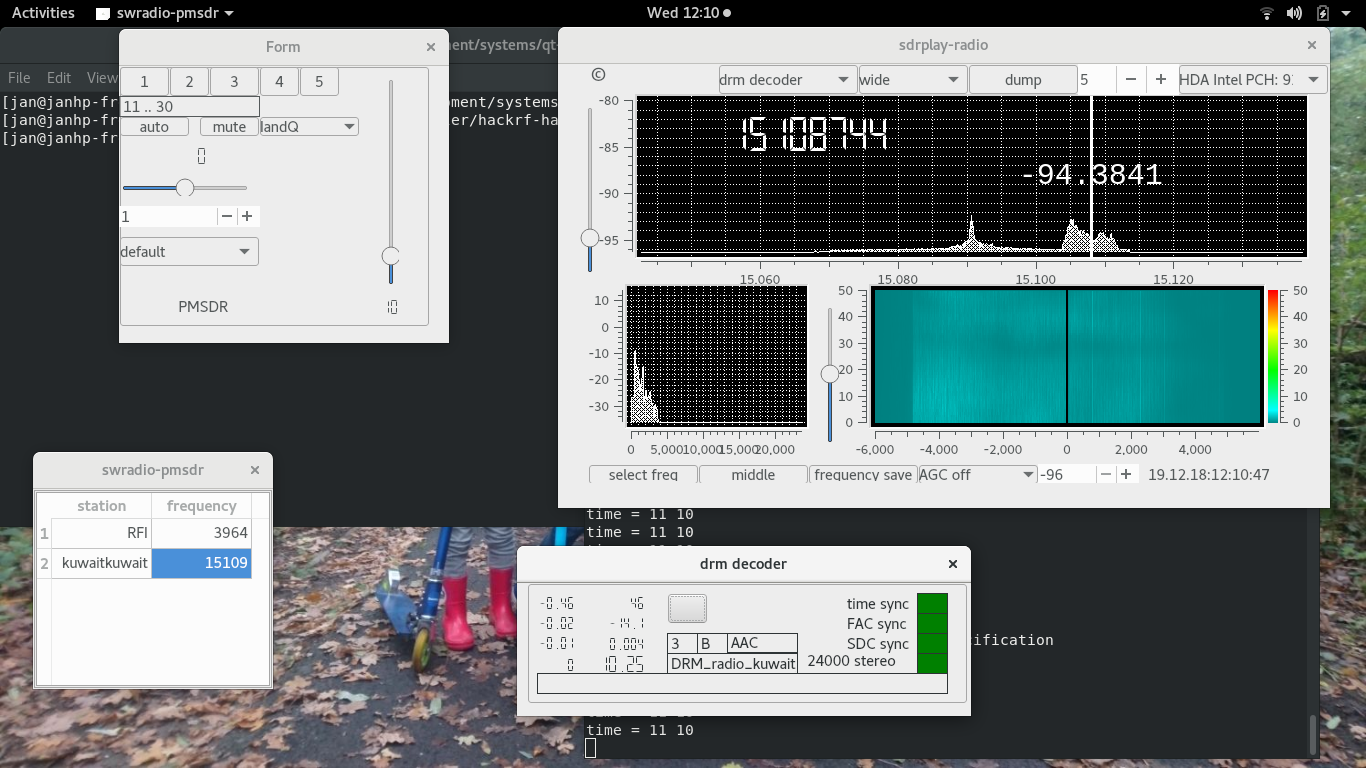 Activities swradio-pmsdr Wed 12:10
Form
1 2 3 4 5
11 .. 30
auto mute landQ
0
1
default
PMSDR 10
ment/systems/qt-
File Edit View
[jan@janhp-fr
[jan@janhp-fr
[jan@janhp-fr
opment/systems
er/hackrf-ha
sdrplay-radio
© drm decoder wide dump 5 HDA Intel PCH: 9
-80
-85
-90
-95
15108744
-94.3841
15.060 15.080 15.100 15.120
10
0
-10
-20
-30
0 5,000 10,000 15,000 20,000
50
40
30
20
10
0
-6,000 -4,000 -2,000 0 2,000 4,000
50
40
30
20
10
0
select freq middle frequency save AGC off -96 19.12.18:12:10:47
swradio-pmsdr
station frequency
1 RFI 3964
2 kuwaitkuwait 15109
time = 11 10
time = 11 10
ification
drm decoder
-0.46 46 time sync
-0.02 -14.1 FAC sync
-0.01 0.004 3 B AAC SDC sync
0 10.25 DRM_radio_kuwait 24000 stereo
time = 11 10